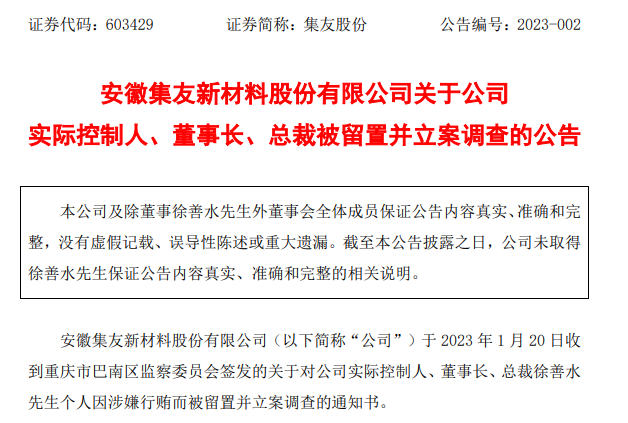 证券代码：603429 证券简称：集友股份 公告编号：2023-002
安徽集友新材料股份有限公司关于公司
实际控制人、董事长、总裁被留置并立案调查的公告
本公司及除董事徐善水先生外董事会全体成员保证公告内容真实、准确和完
整，没有虚假记载、误导性陈述或重大遗漏。截至本公告披露之日，公司未取得
徐善水先生保证公告内容真实、准确和完整的相关说明。
安徽集友新材料股份有限公司（以下简称“公司”）于 2023 年 1 月 20 日收
到重庆市巴南区监察委员会签发的关于对公司实际控制人、董事长、总裁徐善水
先生个人因涉嫌行贿而被留置并立案调查的通知书。